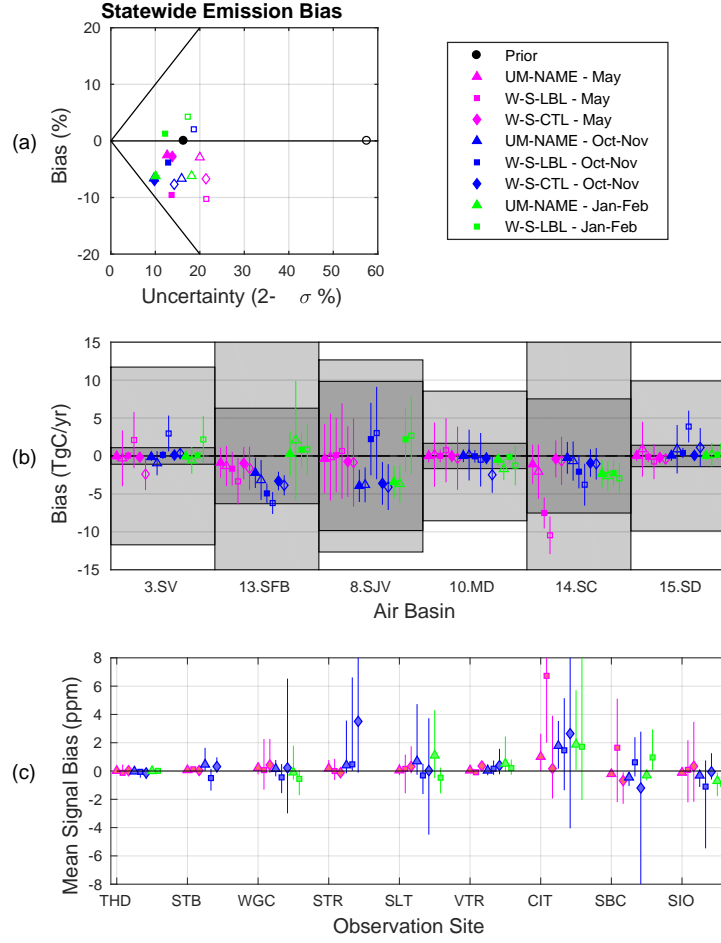 Statewide Emission Bias
(a)
Bias (%)
20
10
0
-10
-20
0
10
20
30
40
50
60
Uncertainty (2- σ %)
Prior
UM-NAME - May
W-S-LBL - May
W-S-CTL - May
UM-NAME - Oct-Nov
W-S-LBL - Oct-Nov
W-S-CTL - Oct-Nov
UM-NAME - Jan-Feb
W-S-LBL - Jan-Feb
(b)
Bias (TgC/yr)
15
10
5
0
-5
-10
-15
3.SV
13.SFB
8.SJV
10.MD
14.SC
15.SD
Air Basin
(c)
Mean Signal Bias (ppm)
8
6
4
2
0
-2
-4
-6
-8
THD
STB
WGC
STR
SLT
VTR
CIT
SBC
SIO
Observation Site